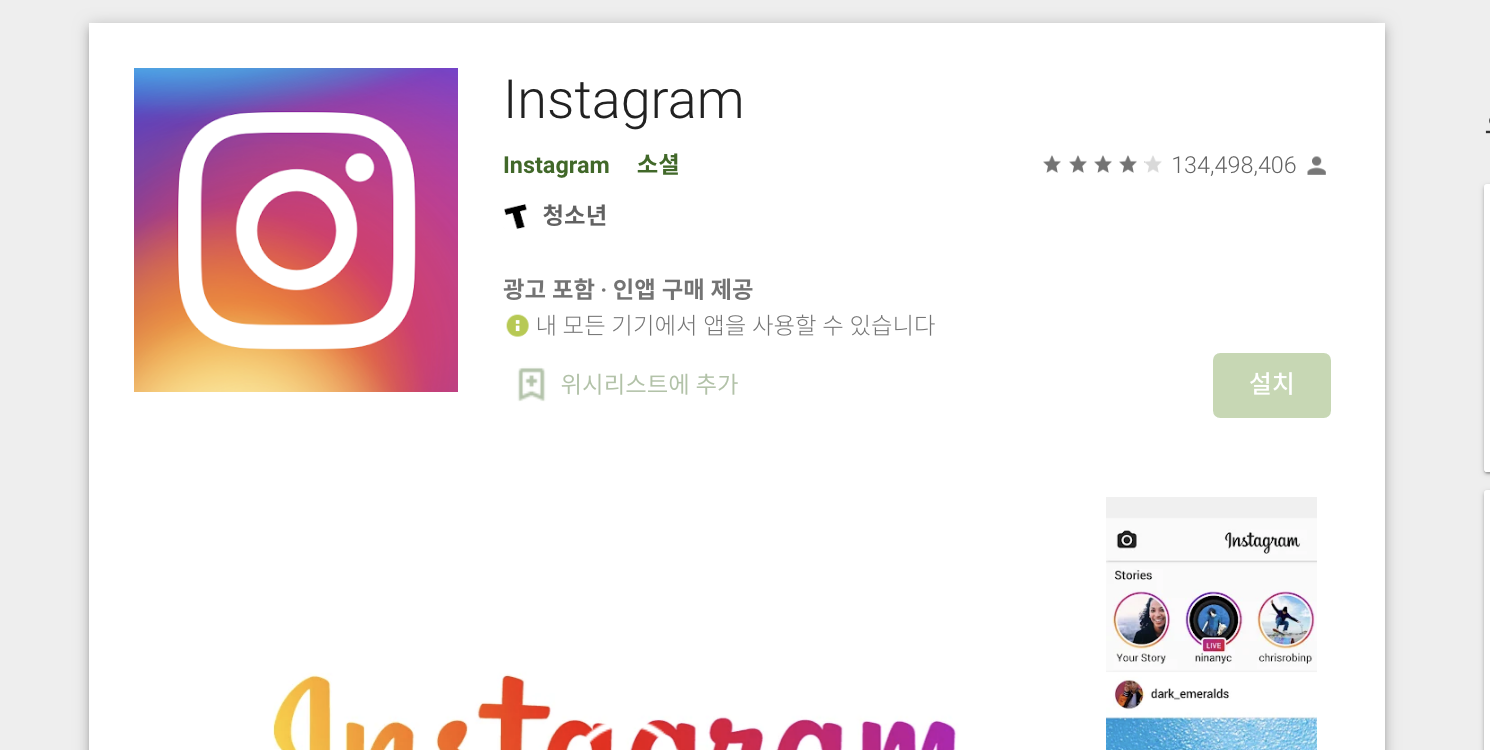 Instagram
Instagram 소셜 134,498,406
청소년
광고 포함 · 인앱 구매 제공
내 모든 기기에서 앱을 사용할 수 있습니다
위시리스트에 추가 설치
Instagram
Stories
Your Story LIVE ninanyc chrisrobinp
dark_emeralds
Instagram